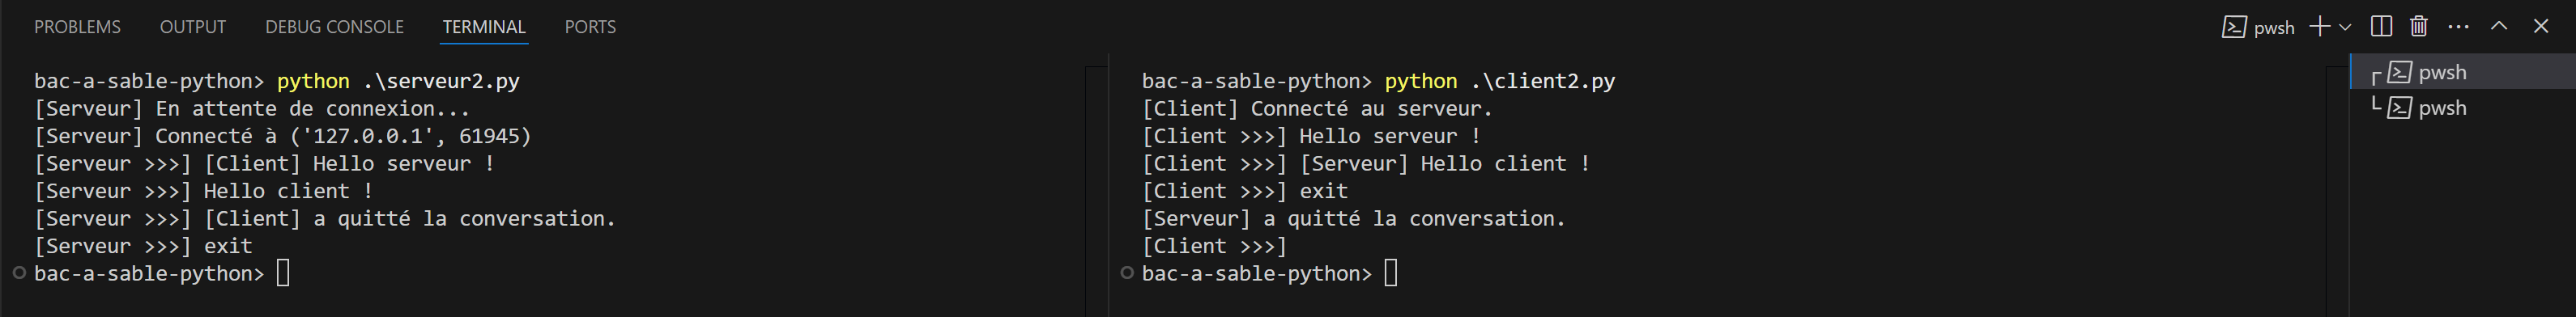 PROBLEMS OUTPUT DEBUG CONSOLE TERMINAL PORTS
pwsh
bac-a-sable-python> python .\serveur2.py
[Serveur] En attente de connexion...
[Serveur] Connecté à ('127.0.0.1', 61945)
[Serveur >>>] [Client] Hello serveur !
[Serveur >>>] Hello client !
[Serveur >>>] [Client] a quitté la conversation.
[Serveur >>>] exit
bac-a-sable-python>
bac-a-sable-python> python .\client2.py
[Client] Connecté au serveur.
[Client >>>] Hello serveur !
[Client >>>] [Serveur] Hello client !
[Client >>>] exit
[Serveur] a quitté la conversation.
[Client >>>]
bac-a-sable-python>
pwsh
pwsh